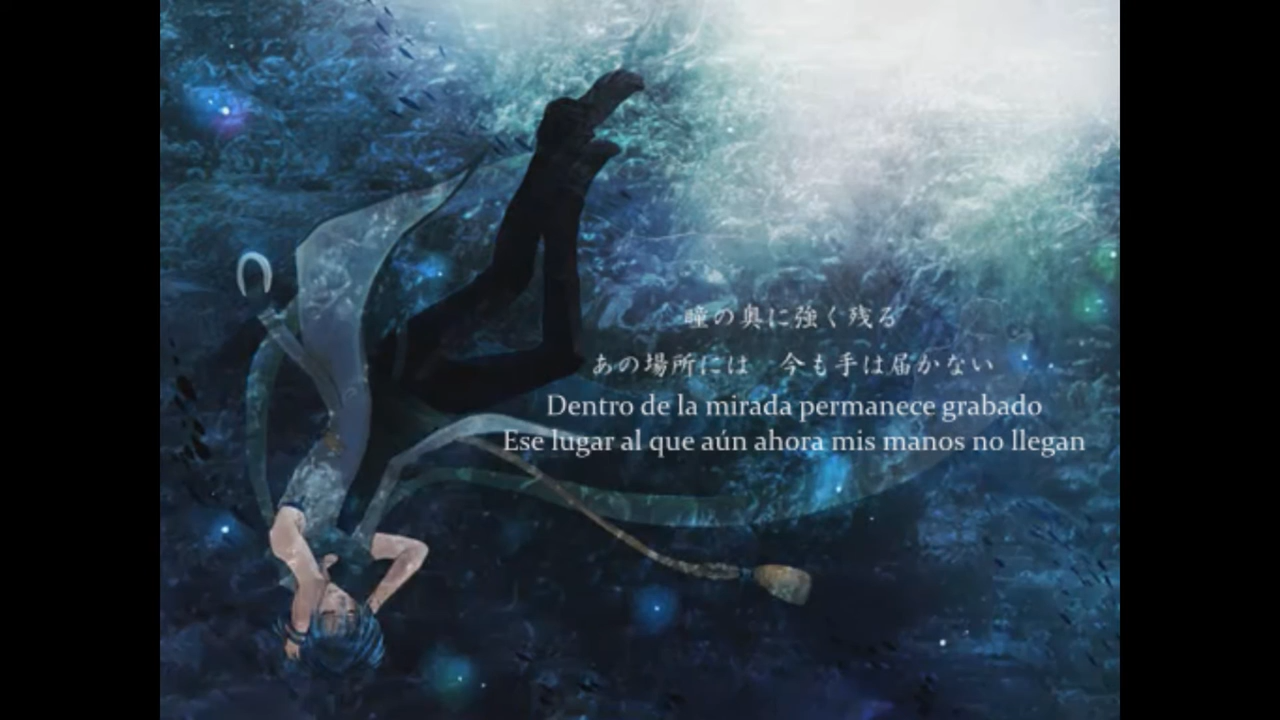 瞳の奥に強く残る
あの場所には　今も手は届かない
Dentro de la mirada permanece grabado
Ese lugar al que aún ahora mis manos no llegan